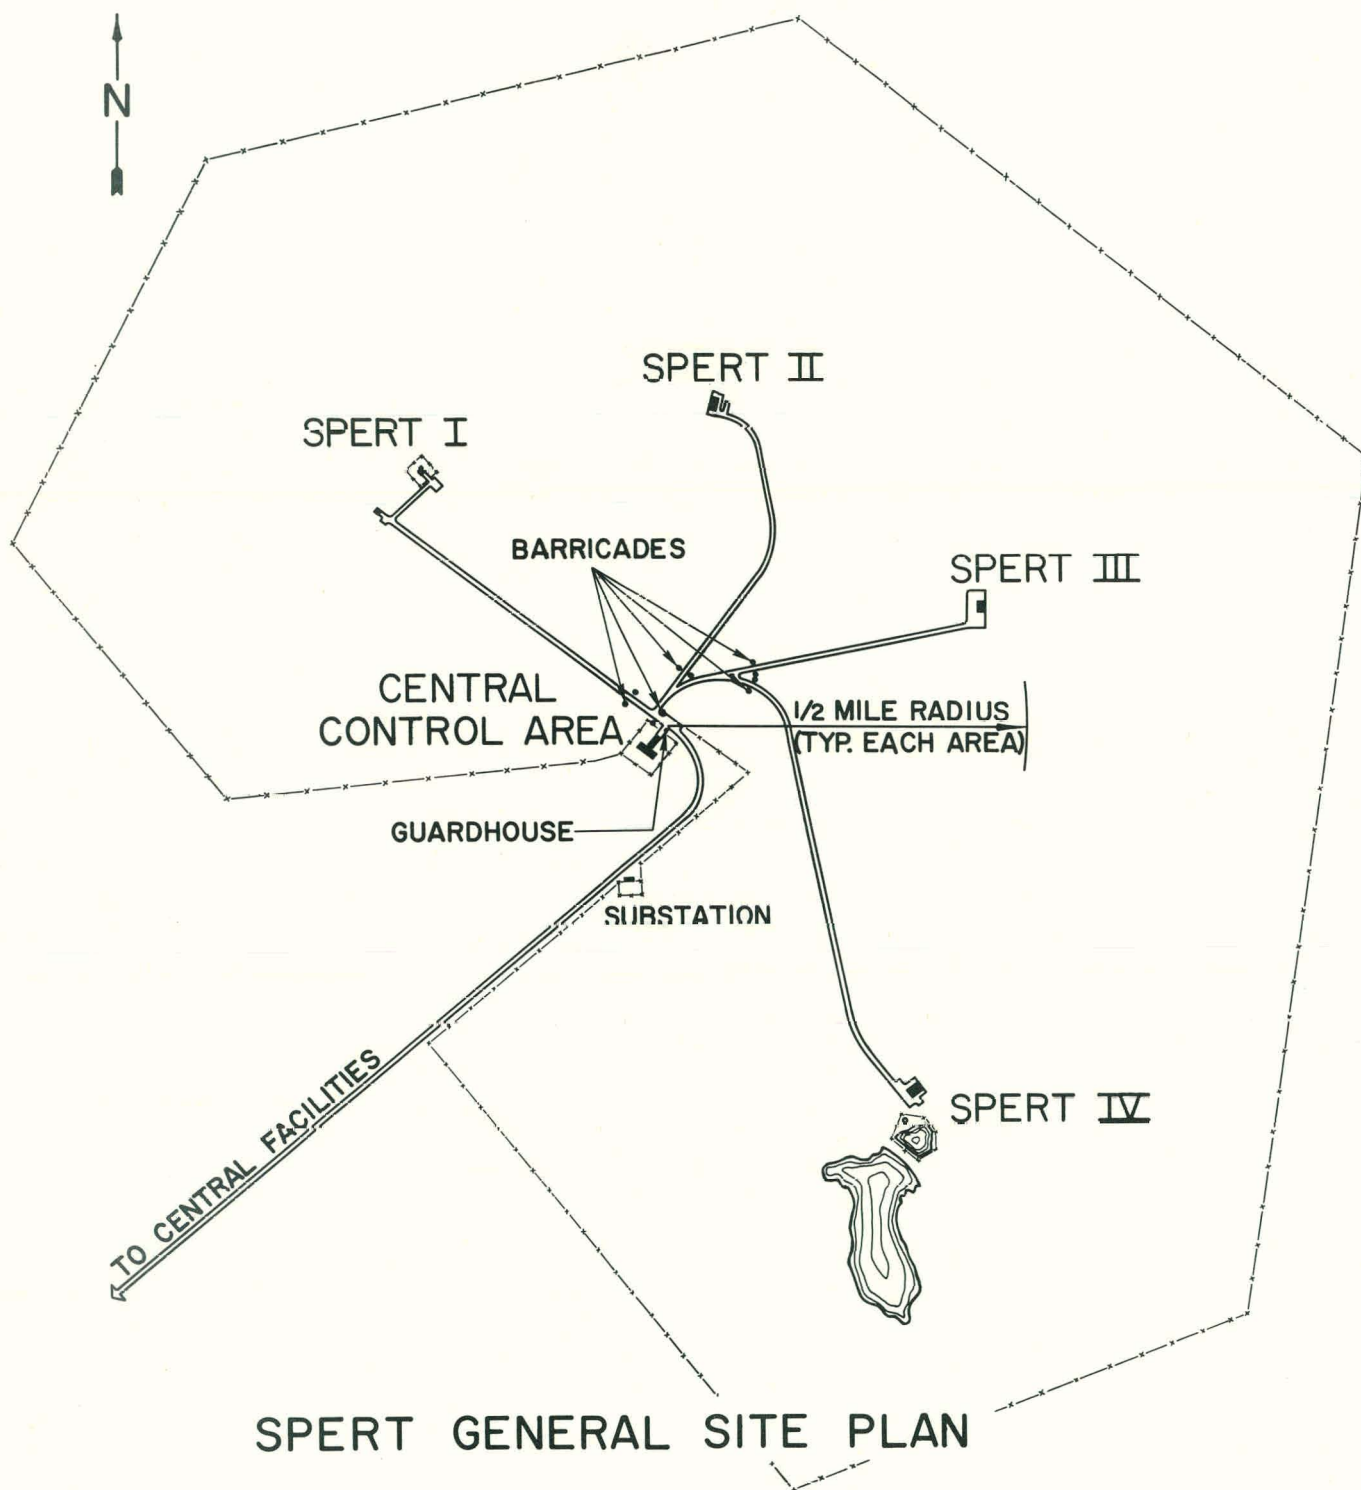 N
SPERT II
SPERT I
BARRICADES
SPERT III
CENTRAL
CONTROL AREA
1/2 MILE RADIUS
(TYP. EACH AREA)
GUARDHOUSE
SUBSTATION
TO CENTRAL FACILITIES
SPERT IV
SPERT GENERAL SITE PLAN